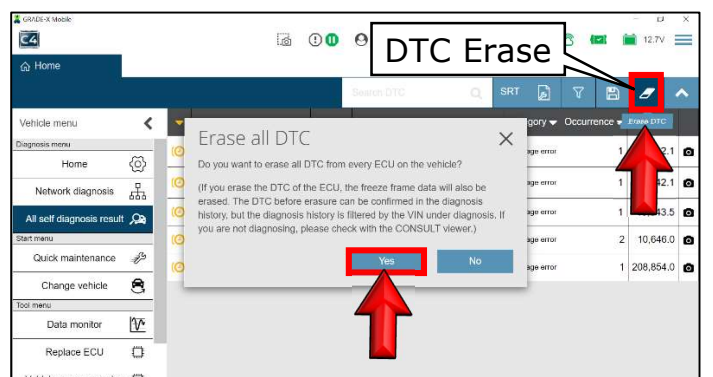 GRADE-X Mobile
C4
12.7V
DTC Erase
Home
Search DTC
SRT
Vehicle menu
gory
Occurrence
Erase DTC
Diagnosis menu
Home
Network diagnosis
All self diagnosis result
Start menu
Quick maintenance
Change vehicle
Tool menu
Data monitor
Replace ECU
Erase all DTC
Do you want to erase all DTC from every ECU on the vehicle?
(If you erase the DTC of the ECU, the freeze frame data will also be
erased. The DTC before erasure can be confirmed in the diagnosis
history, but the diagnosis history is filtered by the VIN under diagnosis. If
you are not diagnosing, please check with the CONSULT viewer.)
Yes
No
age error
1
age error
1
age error
1
age error
2 10,646.0
age error
1 208,854.0